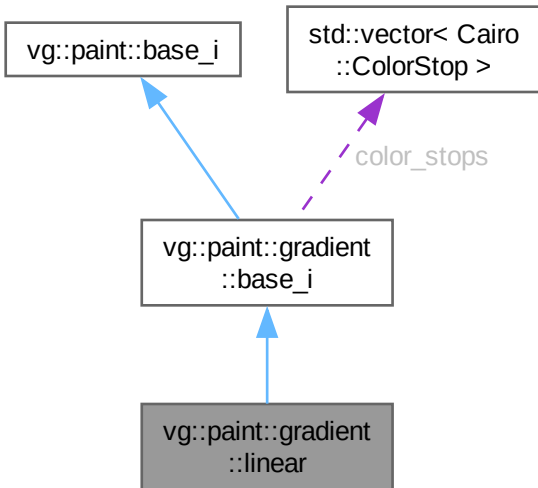 vg::paint::base_i
std::vector< Cairo
::ColorStop >
color_stops
vg::paint::gradient
::base_i
vg::paint::gradient
::linear